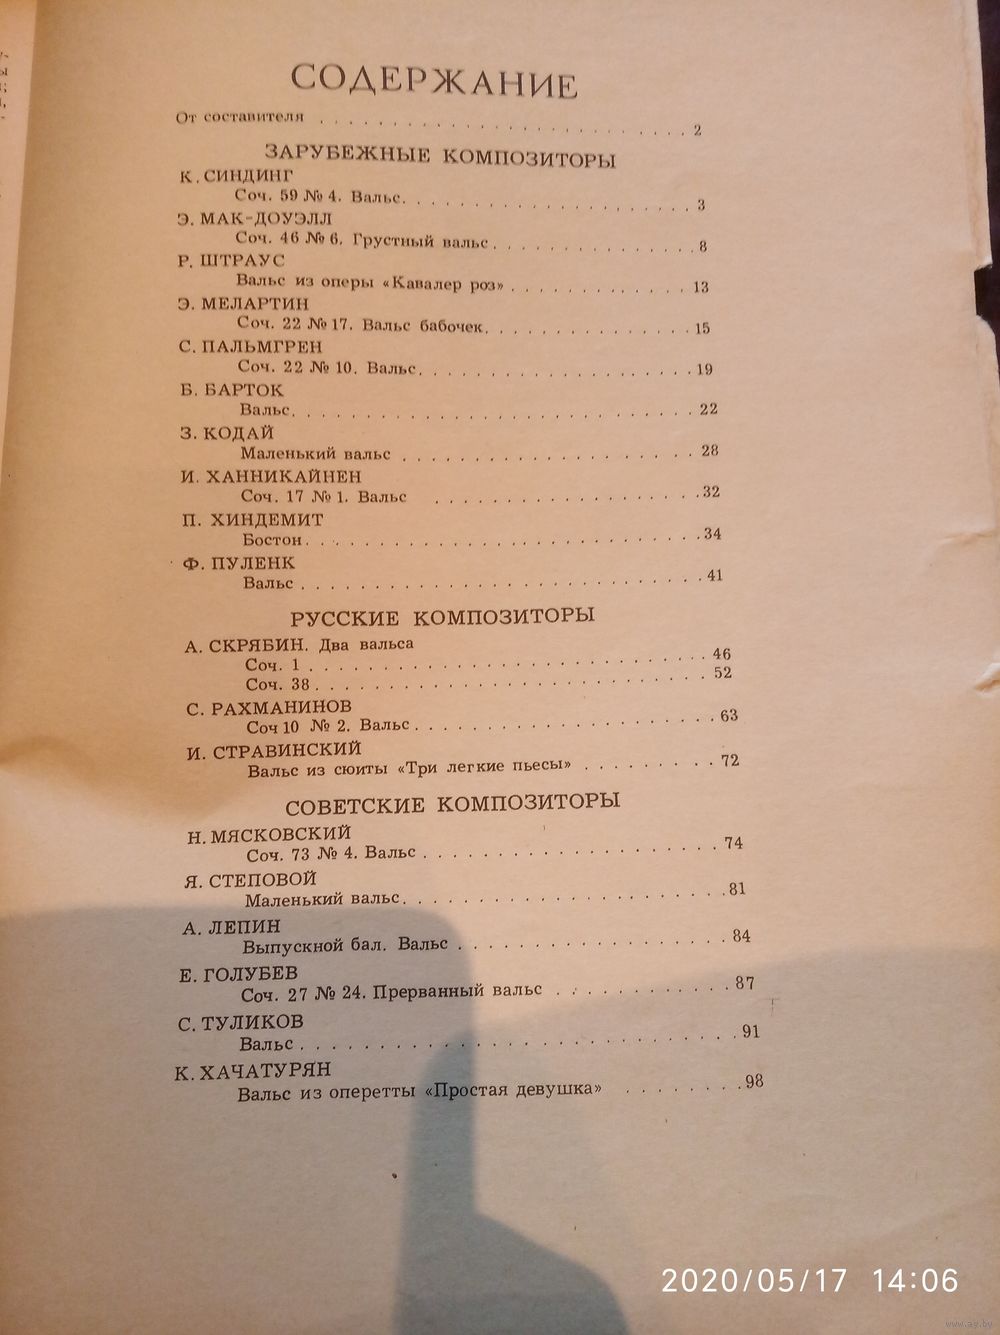 СОДЕРЖАНИЕ
От составителя . . . . . . . . . . . . . . . . . . . . . . . . 2
ЗАРУБЕЖНЫЕ КОМПОЗИТОРЫ
К. СИНДИНГ
Соч. 59 № 4. Вальс. . . . . . . . . . . . . . . . . . . . 3
Э. МАК-ДОУЭЛЛ
Соч. 46 № 6. Грустный вальс . . . . . . . . . . . . . . 8
Р. ШТРАУС
Вальс из оперы «Кавалер роз» . . . . . . . . . . . . . 13
Э. МЕЛАРТИН
Соч. 22 № 17. Вальс бабочек. . . . . . . . . . . . . . 15
С. ПАЛЬМГРЕН
Соч. 22 № 10. Вальс. . . . . . . . . . . . . . . . . . . 19
Б. БАРТОК
Вальс. . . . . . . . . . . . . . . . . . . . . . . . . . . . 22
З. КОДАЙ
Маленький вальс . . . . . . . . . . . . . . . . . . . . 28
И. ХАННИКАЙНЕН
Соч. 17 № 1. Вальс . . . . . . . . . . . . . . . . . . . 32
П. ХИНДЕМИТ
Бостон . . . . . . . . . . . . . . . . . . . . . . . . . . . 34
Ф. ПУЛЕНК
Вальс . . . . . . . . . . . . . . . . . . . . . . . . . . . . 41
РУССКИЕ КОМПОЗИТОРЫ
А. СКРЯБИН. Два вальса
Соч. 1 . . . . . . . . . . . . . . . . . . . . . . . . . . . . 46
Соч. 38 . . . . . . . . . . . . . . . . . . . . . . . . . . . 52
С. РАХМАНИНОВ
Соч 10 № 2. Вальс . . . . . . . . . . . . . . . . . . . . 63
И. СТРАВИНСКИЙ
Вальс из сюиты «Три легкие пьесы» . . . . . . . . . 72
СОВЕТСКИЕ КОМПОЗИТОРЫ
Н. МЯСКОВСКИЙ
Соч. 73 № 4. Вальс . . . . . . . . . . . . . . . . . . . . 74
Я. СТЕПОВОЙ
Маленький вальс. . . . . . . . . . . . . . . . . . . . . 81
А. ЛЕПИН
Выпускной бал. Вальс . . . . . . . . . . . . . . . . . . 84
Е. ГОЛУБЕВ
Соч. 27 № 24. Прерванный вальс . . . . . . . . . . . 87
С. ТУЛИКОВ
Вальс . . . . . . . . . . . . . . . . . . . . . . . . . . . . 91
К. ХАЧАТУРЯН
Вальс из оперетты «Простая девушка» . . . . . . . . 98
2020/05/17 14:06
www.ay.by